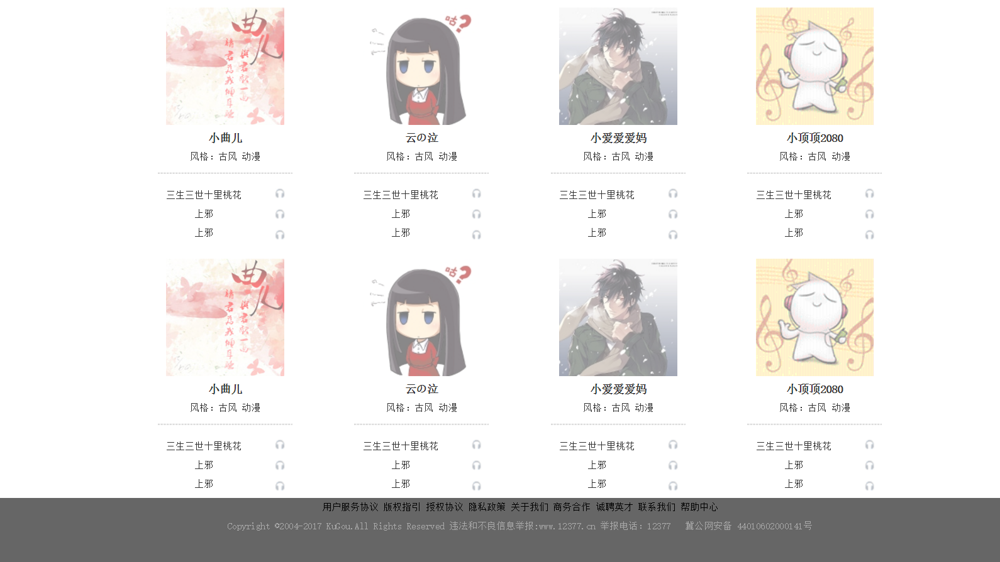 曲儿
請君為我傾耳聽
與君歌一曲
咕?
小曲儿
云の泣
小爱爱爱妈
小顶顶2080
风格：古风 动漫
风格：古风 动漫
风格：古风 动漫
风格：古风 动漫
三生三世十里桃花
三生三世十里桃花
三生三世十里桃花
三生三世十里桃花
上邪
上邪
上邪
上邪
上邪
上邪
上邪
上邪
曲儿
請君為我傾耳聽
與君歌一曲
咕?
小曲儿
云の泣
小爱爱爱妈
小顶顶2080
风格：古风 动漫
风格：古风 动漫
风格：古风 动漫
风格：古风 动漫
三生三世十里桃花
三生三世十里桃花
三生三世十里桃花
三生三世十里桃花
上邪
上邪
上邪
上邪
上邪
上邪
上邪
上邪
用户服务协议 版权指引 授权协议 隐私政策 关于我们 商务合作 诚聘英才 联系我们 帮助中心
Copyright ©2004-2017 KuGou.All Rights Reserved 违法和不良信息举报:www.12377.cn 举报电话：12377 冀公网安备 44010602000141号